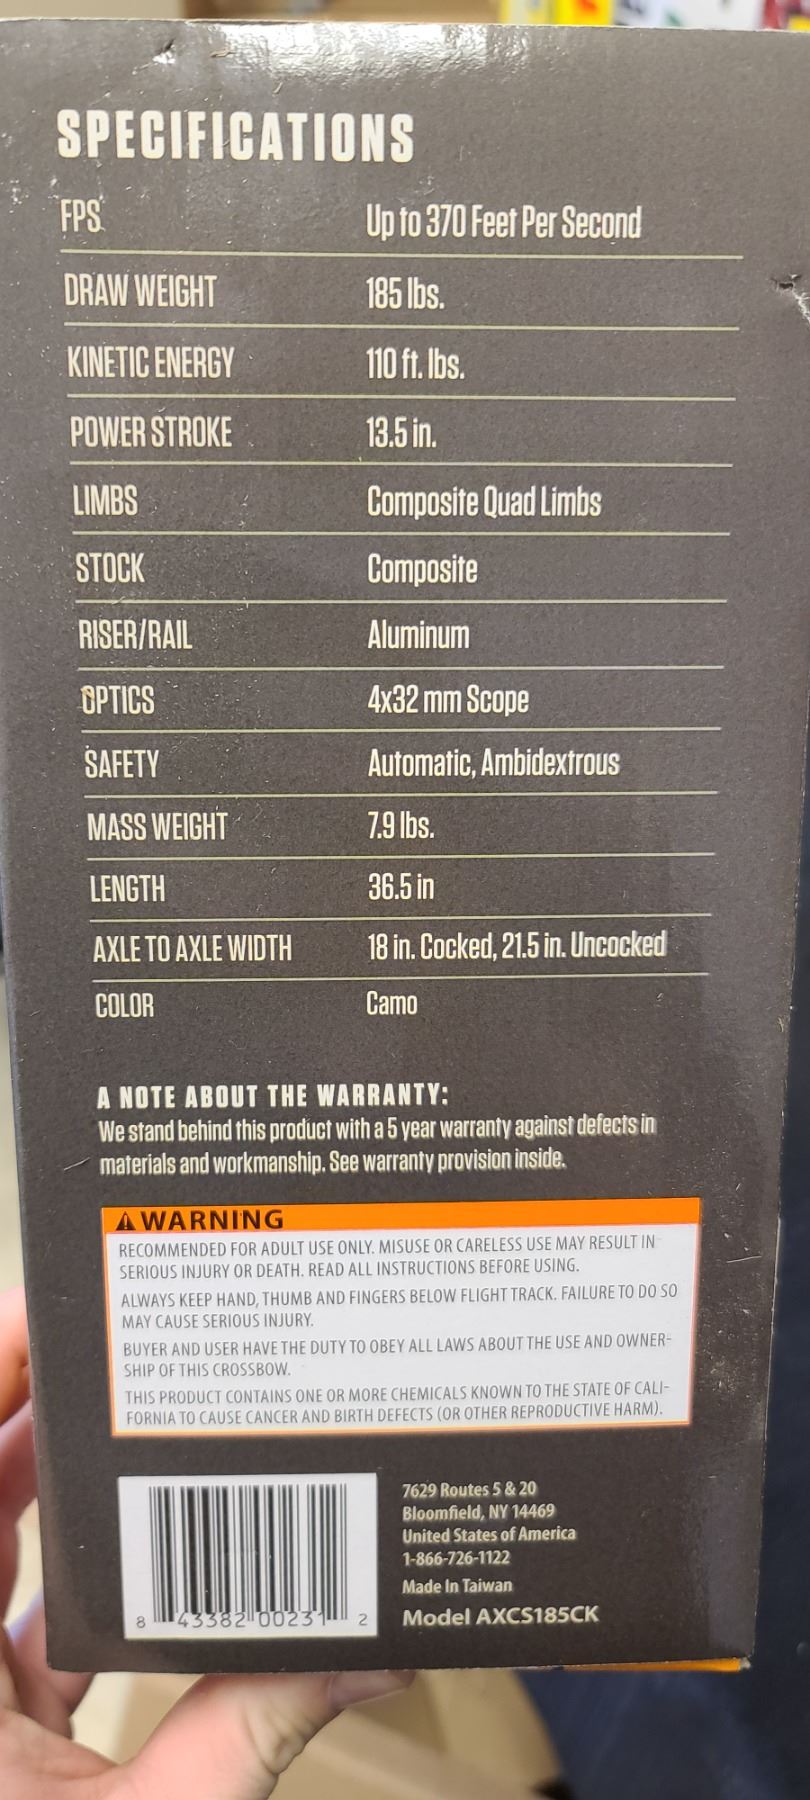 SPECIFICATIONS
FPS Up to 370 Feet Per Second
DRAW WEIGHT 185 lbs.
KINETIC ENERGY 110 ft. lbs.
POWER STROKE 13.5 in.
LIMBS Composite Quad Limbs
STOCK Composite
RISER/RAIL Aluminum
OPTICS 4x32 mm Scope
SAFETY Automatic, Ambidextrous
MASS WEIGHT 7.9 lbs.
LENGTH 36.5 in
AXLE TO AXLE WIDTH 18 in. Cocked, 21.5 in. Uncocked
COLOR Camo
A NOTE ABOUT THE WARRANTY:
We stand behind this product with a 5 year warranty against defects in
materials and workmanship. See warranty provision inside.
WARNING
RECOMMENDED FOR ADULT USE ONLY. MISUSE OR CARELESS USE MAY RESULT IN
SERIOUS INJURY OR DEATH. READ ALL INSTRUCTIONS BEFORE USING.
ALWAYS KEEP HAND, THUMB AND FINGERS BELOW FLIGHT TRACK. FAILURE TO DO SO
MAY CAUSE SERIOUS INJURY.
BUYER AND USER HAVE THE DUTY TO OBEY ALL LAWS ABOUT THE USE AND OWNER-
SHIP OF THIS CROSSBOW.
THIS PRODUCT CONTAINS ONE OR MORE CHEMICALS KNOWN TO THE STATE OF CALI-
FORNIA TO CAUSE CANCER AND BIRTH DEFECTS (OR OTHER REPRODUCTIVE HARM).
8 43382 00231 2
7629 Routes 5 & 20
Bloomfield, NY 14469
United States of America
1-866-726-1122
Made In Taiwan
Model AXCS185CK